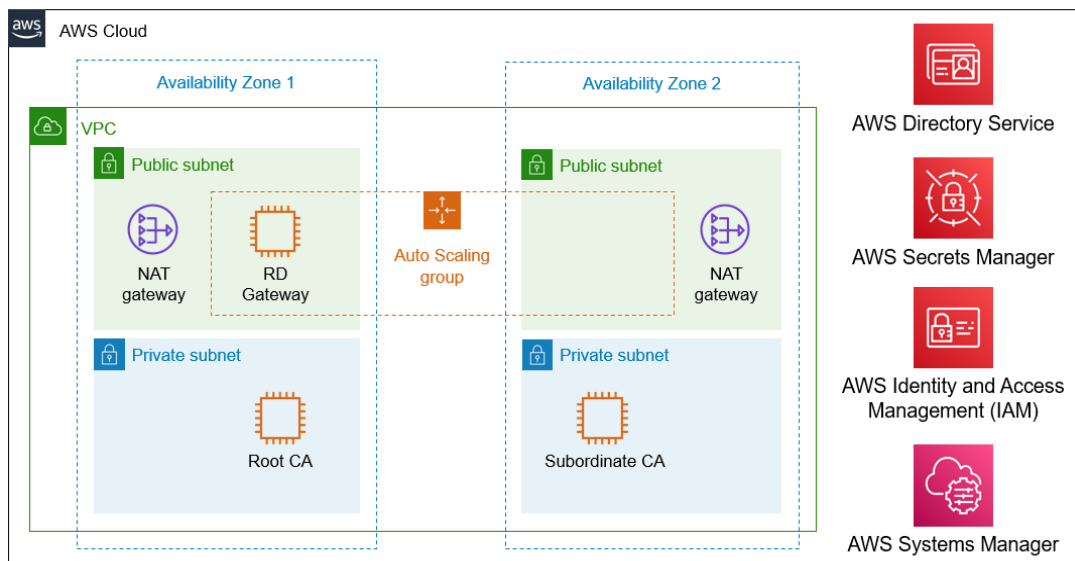 aws
AWS Cloud
Availability Zone 1
Availability Zone 2
VPC
Public subnet
Public subnet
NAT
gateway
RD
Gateway
Auto Scaling
group
NAT
gateway
Private subnet
Private subnet
Root CA
Subordinate CA
AWS Directory Service
AWS Secrets Manager
AWS Identity and Access
Management (IAM)
AWS Systems Manager